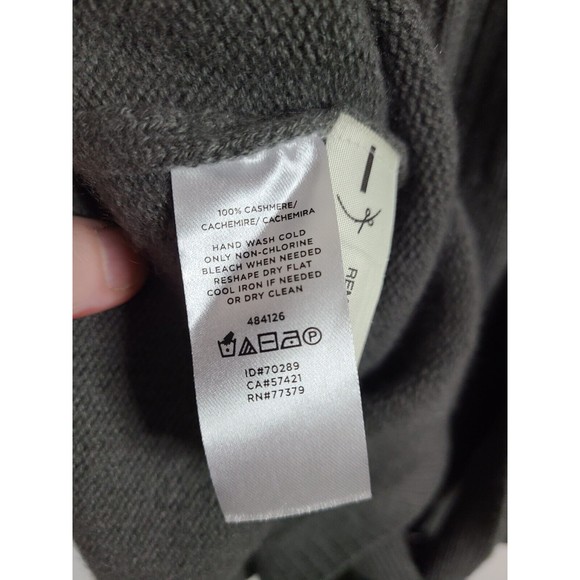 100% CASHMERE/
CACHEMIRE/ CACHEMIRA
HAND WASH COLD
ONLY NON-CHLORINE
BLEACH WHEN NEEDED
RESHAPE DRY FLAT
COOL IRON IF NEEDED
OR DRY CLEAN
484126
P
ID#70289
CA#57421
RN#77379